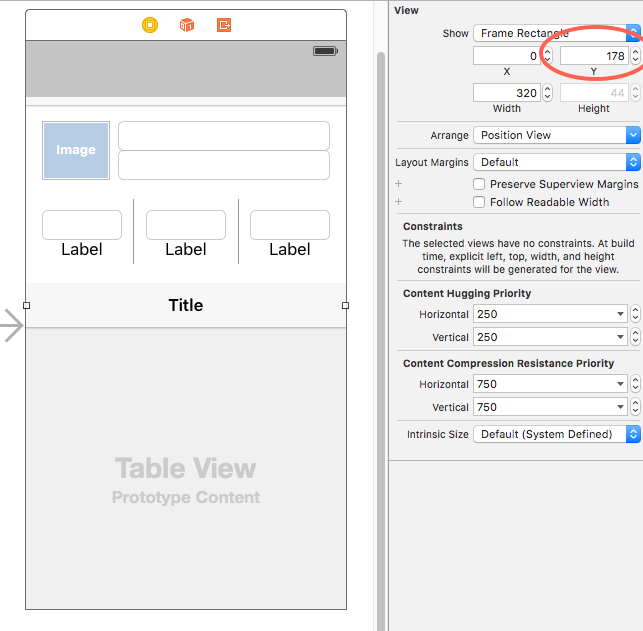 View
Show Frame Rectangle
0 178
X Y
320 44
Width Height
Arrange Position View
Layout Margins Default
+ Preserve Superview Margins
+ Follow Readable Width
Constraints
The selected views have no constraints. At build
time, explicit left, top, width, and height
constraints will be generated for the view.
Content Hugging Priority
Horizontal 250
Vertical 250
Content Compression Resistance Priority
Horizontal 750
Vertical 750
Intrinsic Size Default (System Defined)
Image
Label Label Label
Title
Table View
Prototype Content